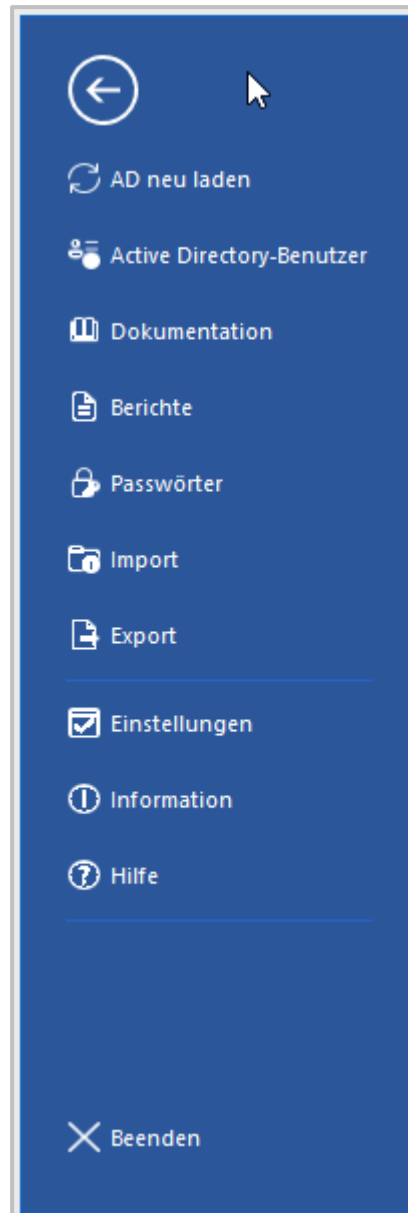 AD neu laden
Active Directory-Benutzer
Dokumentation
Berichte
Passwörter
Import
Export
Einstellungen
Information
Hilfe
Beenden